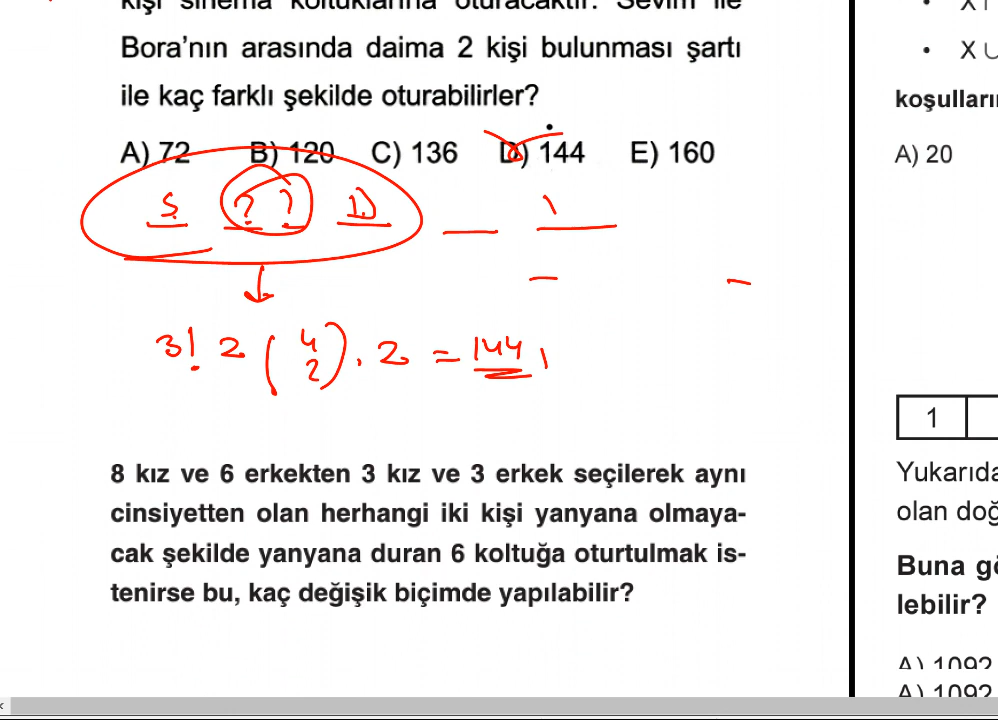 kişi sinema koltuklarına oturacaktır. Sevim ile
Bora'nın arasında daima 2 kişi bulunması şartı
ile kaç farklı şekilde oturabilirler?
A) 72 B) 120 C) 136 D) 144 E) 160
S ? ?
3! 2 (4 2) . 2 = 144
8 kız ve 6 erkekten 3 kız ve 3 erkek seçilerek aynı
cinsiyetten olan herhangi iki kişi yanyana olmaya-
cak şekilde yanyana duran 6 koltuğa oturtulmak is-
tenirse bu, kaç değişik biçimde yapılabilir?
• X
koşulları
A) 20
1
Yukarıda
olan doğ
Buna gö
lebilir?
A) 1092
A) 1092